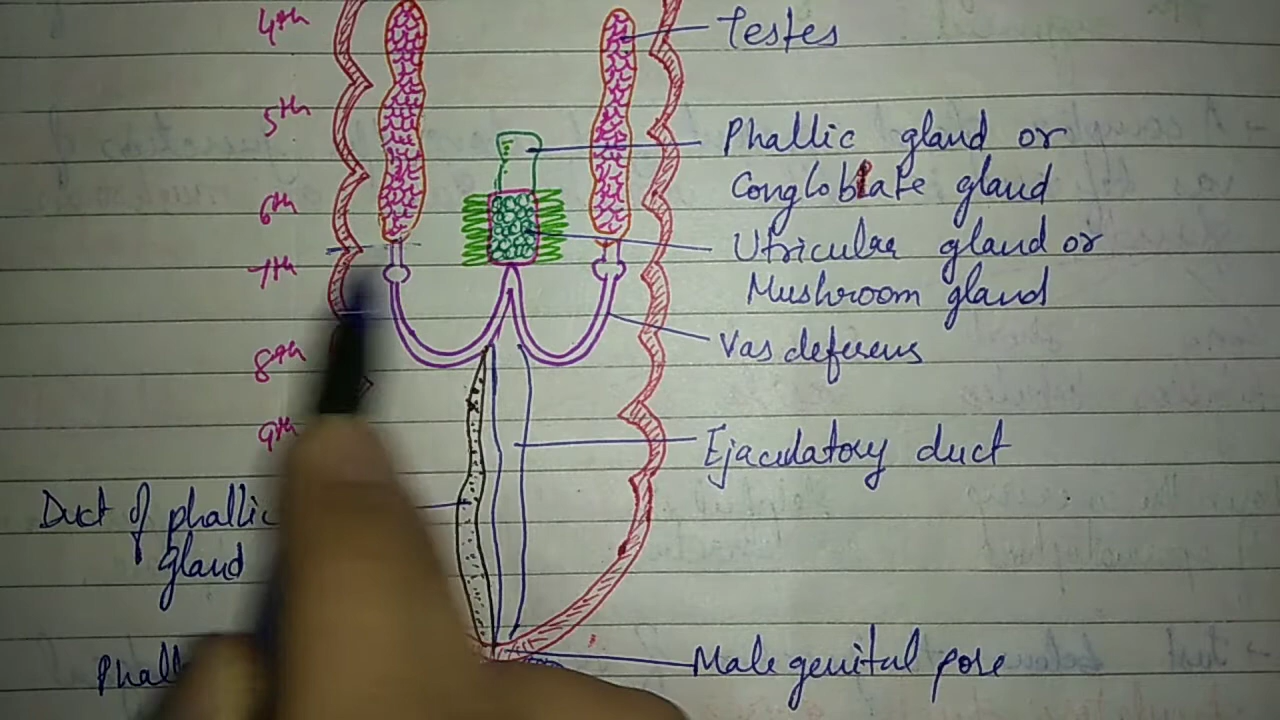 4th
Testes
5th
Phallic gland or
Conglobate gland
6th
Utricular gland or
7th
Mushroom gland
Vas deferens
8th
9th
Ejaculatory duct
Duct of phallic
gland
Male genital pore